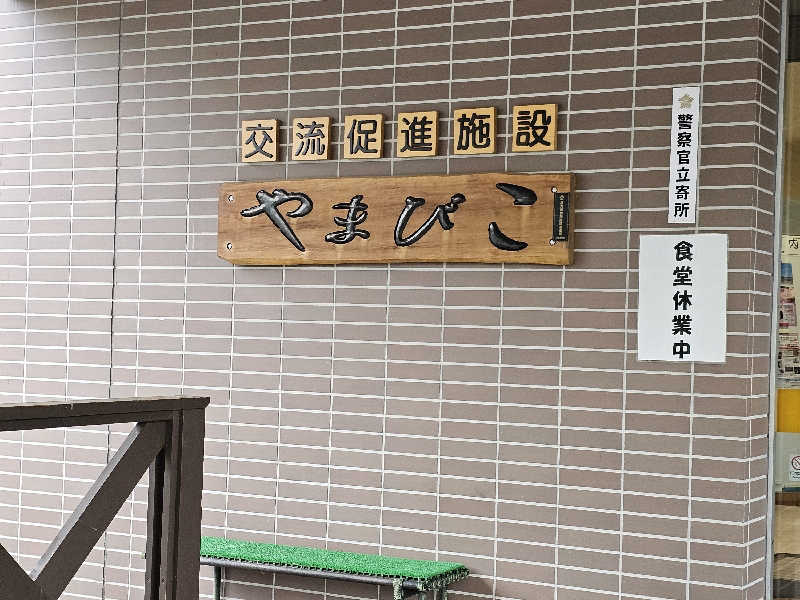 交流促進施設
やまびこ
警察官立寄所
食堂休業中
内